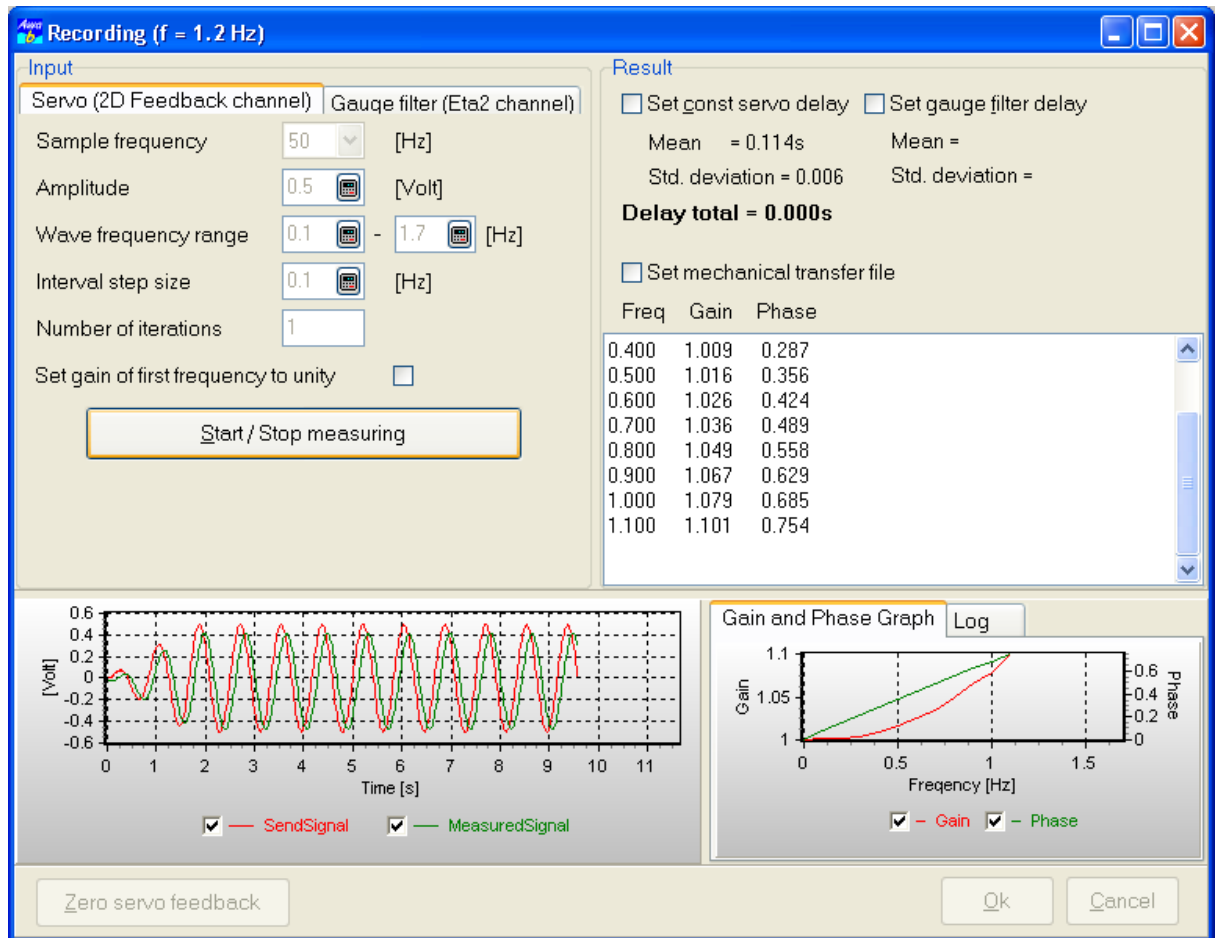 Recording (f = 1.2 Hz)
Input
Servo (2D Feedback channel) Gauge filter (Eta2 channel)
Sample frequency 50 [Hz]
Amplitude 0.5 [Volt]
Wave frequency range 0.1 - 1.7 [Hz]
Interval step size 0.1 [Hz]
Number of iterations 1
Set gain of first frequency to unity
Start / Stop measuring
Result
Set const servo delay Set gauge filter delay
Mean = 0.114s Mean =
Std. deviation = 0.006 Std. deviation =
Delay total = 0.000s
Set mechanical transfer file
Freq Gain Phase
0.400 1.009 0.287
0.500 1.016 0.356
0.600 1.026 0.424
0.700 1.036 0.489
0.800 1.049 0.558
0.900 1.067 0.629
1.000 1.079 0.685
1.100 1.101 0.754
0.6
0.4
0.2
0
-0.2
-0.4
-0.6
[Volt]
0 1 2 3 4 5 6 7 8 9 10 11
Time [s]
SendSignal MeasuredSignal
Gain and Phase Graph Log
1.1
1.05
1
Gain
0.6
0.4
0.2
0
Phase
0 0.5 1 1.5
Freqency [Hz]
Gain Phase
Zero servo feedback Ok Cancel